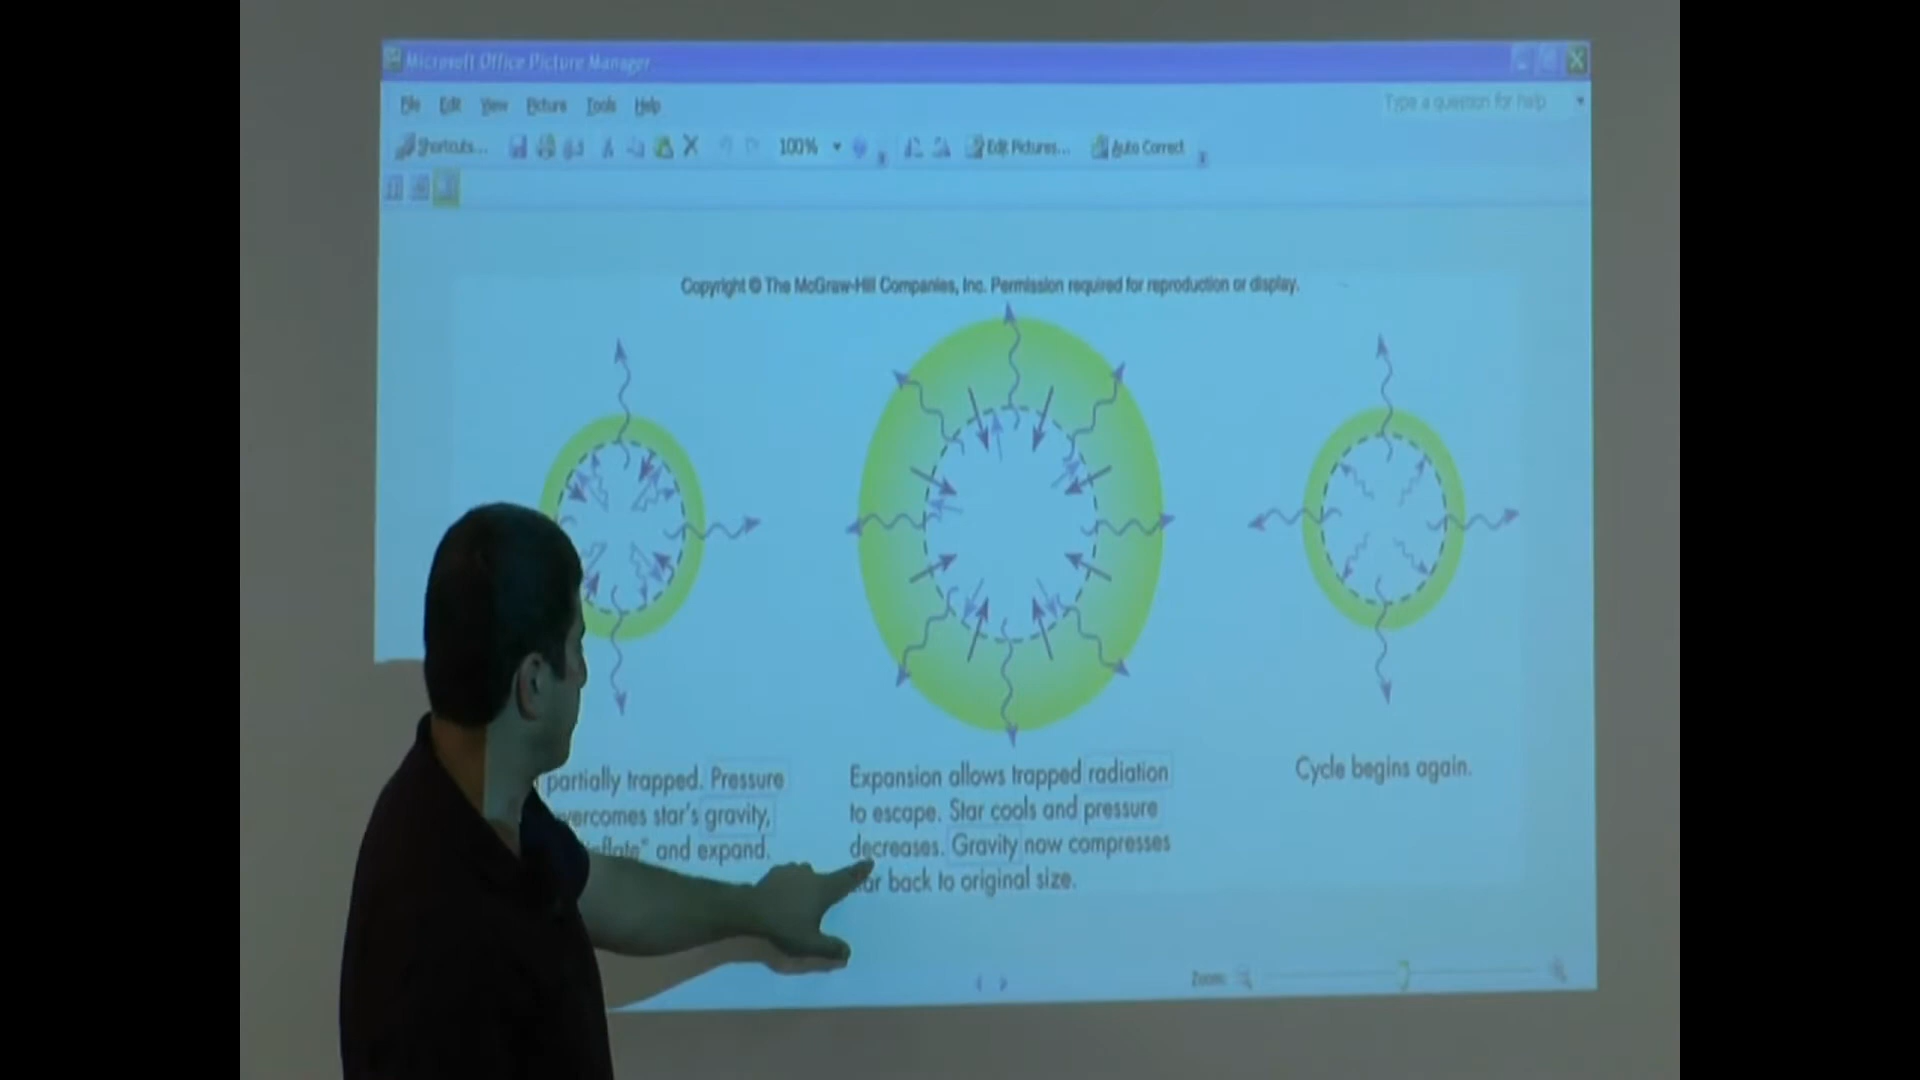 Microsoft Office Picture Manager
File Edit View Picture Tools Help
Type a question for help
Shortcuts... 100% Edit Pictures... Auto Correct
Copyright © The McGraw-Hill Companies, Inc. Permission required for reproduction or display.
partially trapped. Pressure
star's gravity,
and expand.
Expansion allows trapped radiation
to escape. Star cools and pressure
decreases. Gravity now compresses
back to original size.
Cycle begins again.
Zoom: